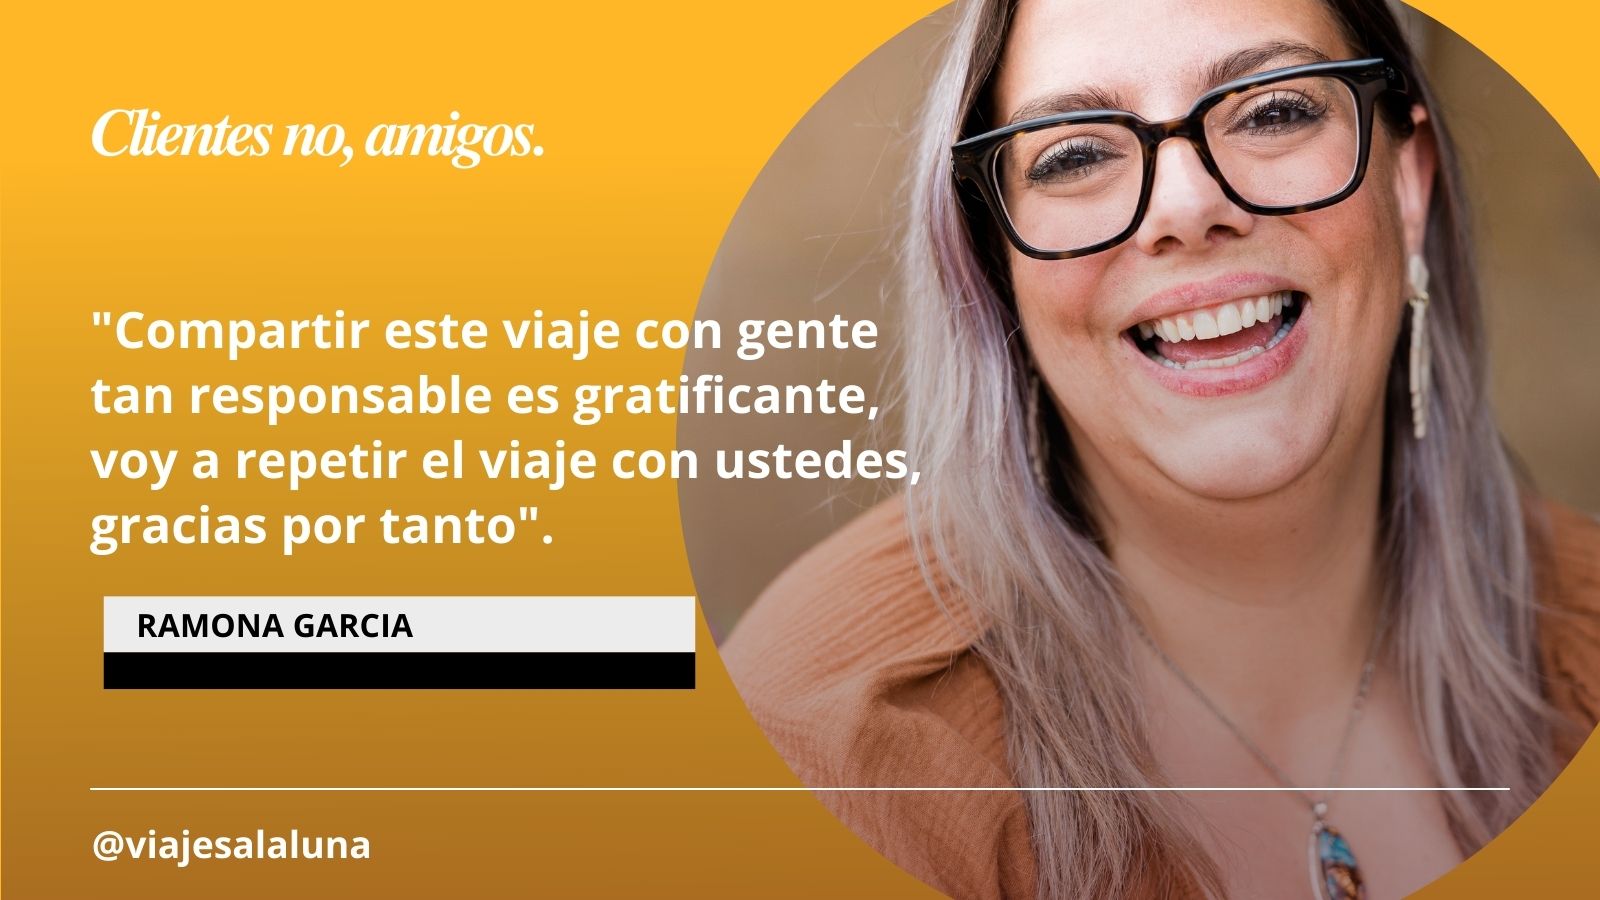 Clientes no, amigos.
"Compartir este viaje con gente
tan responsable es gratificante,
voy a repetir el viaje con ustedes,
gracias por tanto".
RAMONA GARCIA
@viajesalaluna